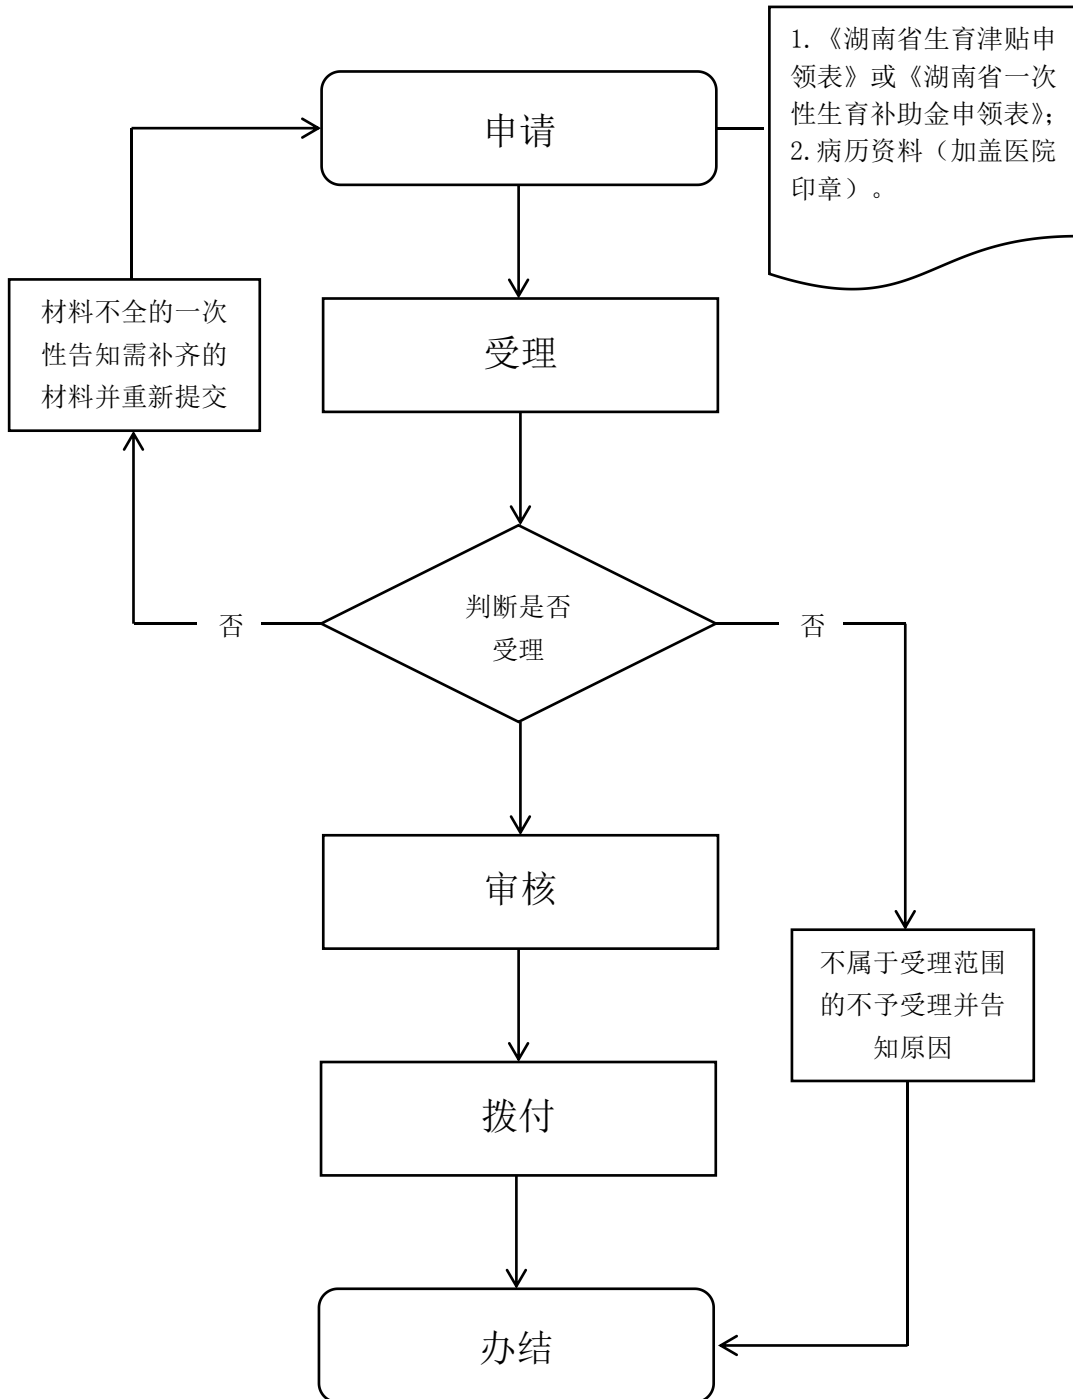 申请
1.《湖南省生育津贴申
领表》或《湖南省一次
性生育补助金申领表》;
2.病历资料（加盖医院
印章）。
材料不全的一次
性告知需补齐的
材料并重新提交
受理
判断是否
受理
否
否
审核
不属于受理范围
的不予受理并告
知原因
拨付
办结